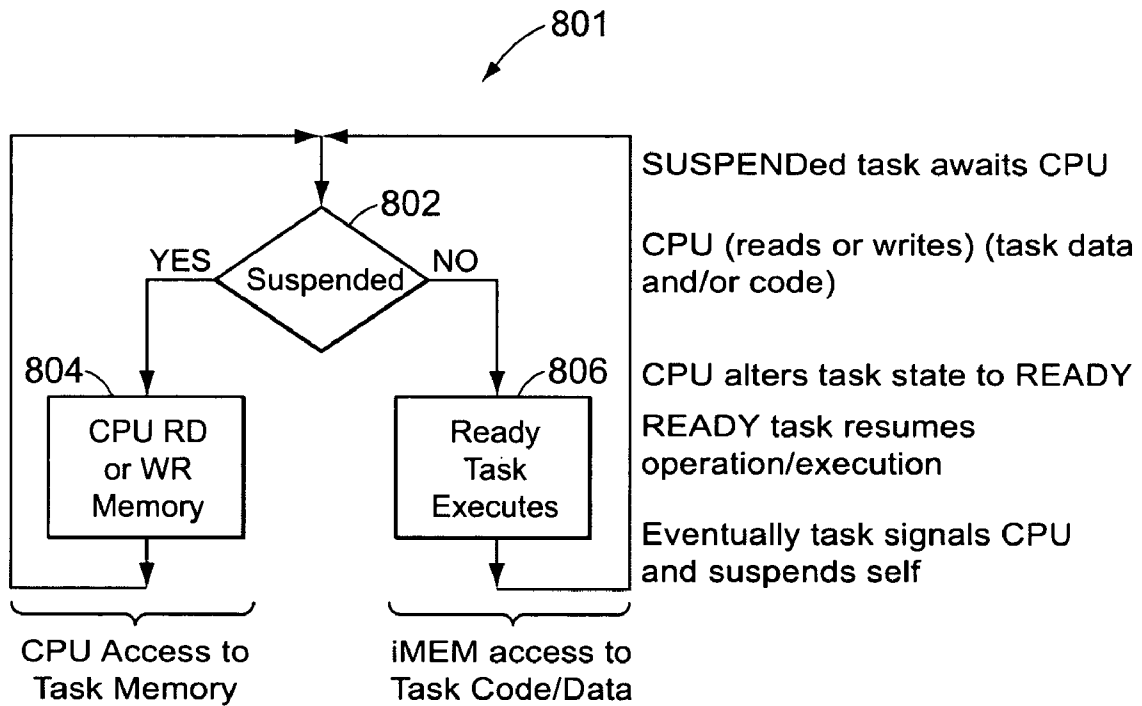 801
SUSPENDed task awaits CPU
802
YES
Suspended
NO
CPU (reads or writes) (task data
and/or code)
804
CPU RD
or WR
Memory
806
Ready
Task
Executes
CPU alters task state to READY
READY task resumes
operation/execution
Eventually task signals CPU
and suspends self
CPU Access to
Task Memory
iMEM access to
Task Code/Data